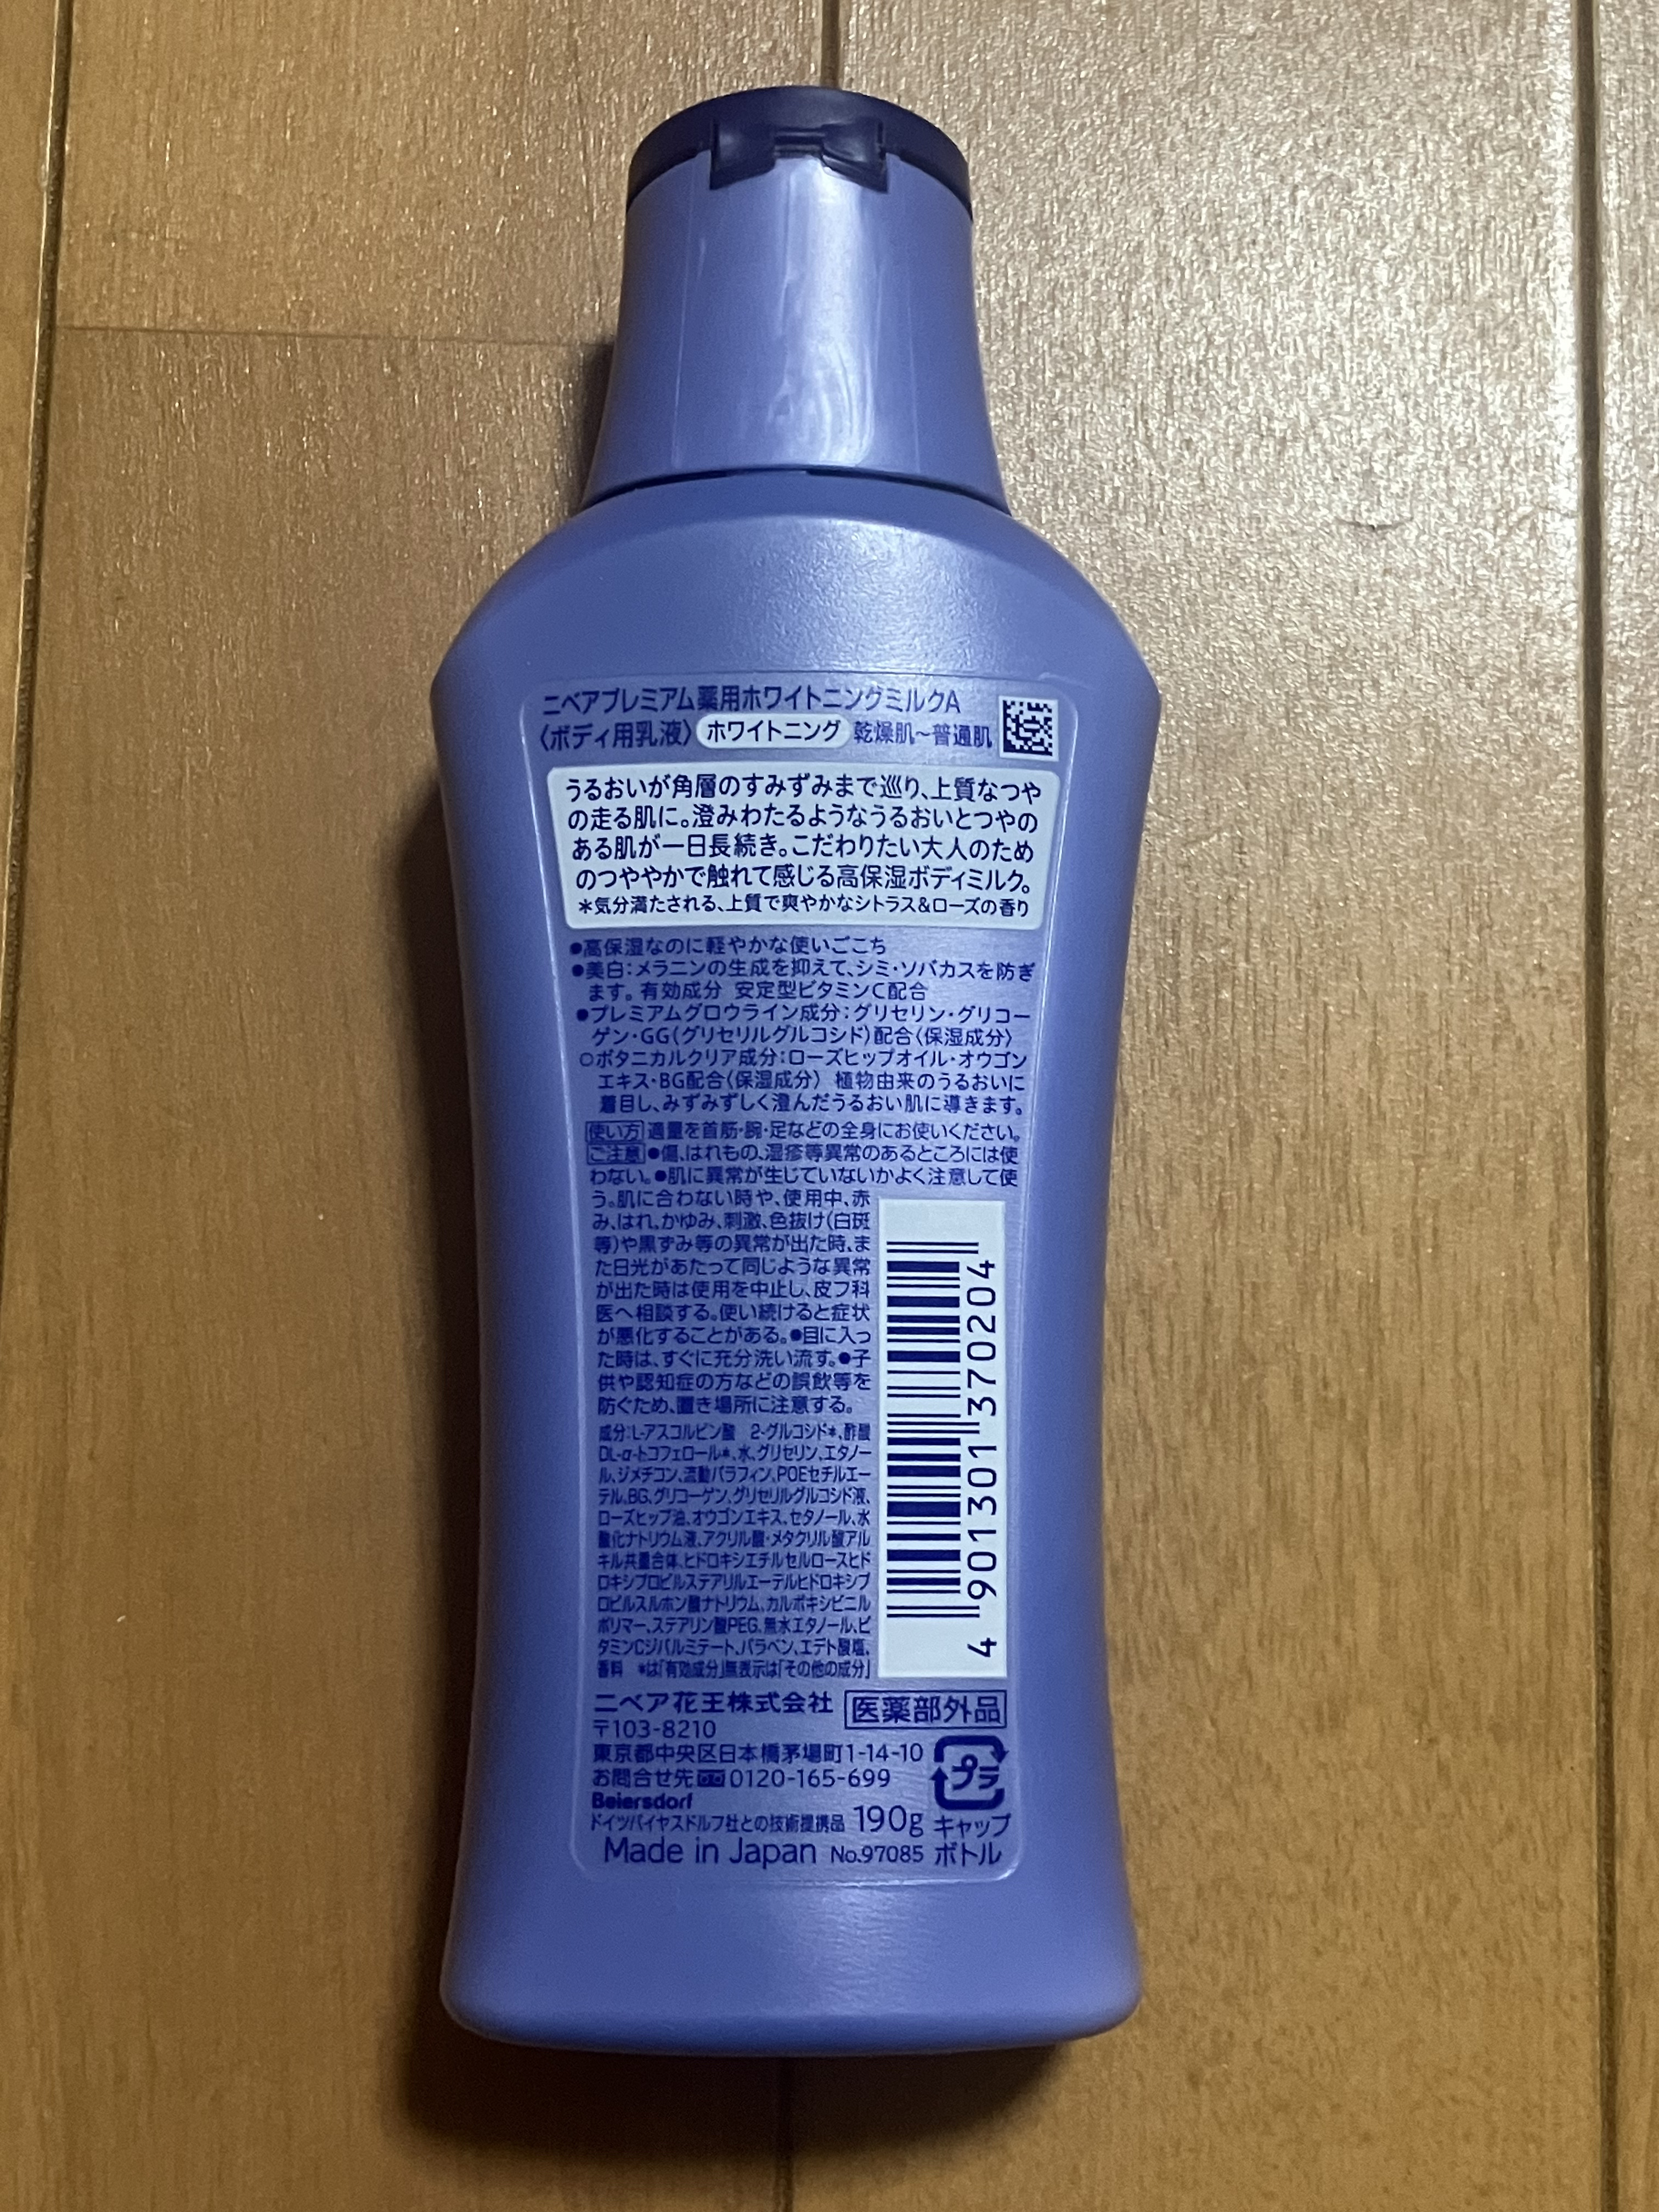 ニベアプレミアム薬用ホワイトニングミルクA
〈ボディ用乳液〉 ホワイトニング 乾燥肌～普通肌
うるおいが角層のすみずみまで巡り、上質なつや
の走る肌に。澄みわたるようなうるおいとつやの
ある肌が一日長続き。こだわりたい大人のため
のつややかで触れて感じる高保湿ボディミルク。
＊気分満たされる、上質で爽やかなシトラス&ローズの香り
●高保湿なのに軽やかな使いごこち
●美白：メラニンの生成を抑えて、シミ・ソバカスを防ぎ
ます。有効成分 安定型ビタミンC配合
●プレミアムグロウライン成分：グリセリン・グリコー
ゲン・GG(グリセリルグルコシド)配合〈保湿成分〉
○ボタニカルクリア成分：ローズヒップオイル・オウゴン
エキス・BG配合〈保湿成分〉 植物由来のうるおいに
着目し、みずみずしく澄んだうるおい肌に導きます。
使い方 適量を首筋・腕・足などの全身にお使いください。
ご注意 ●傷、はれもの、湿疹等異常のあるところには使
わない。●肌に異常が生じていないかよく注意して使
う。肌に合わない時や、使用中、赤
み、はれ、かゆみ、刺激、色抜け(白斑
等)や黒ずみ等の異常が出た時、ま
た日光があたって同じような異常
が出た時は使用を中止し、皮フ科
医へ相談する。使い続けると症状
が悪化することがある。●目に入っ
た時は、すぐに充分洗い流す。●子
供や認知症の方などの誤飲等を
防ぐため、置き場所に注意する。
成分：L-アスコルビン酸 2-グルコシド＊、酢酸
DL-α-トコフェロール＊、水、グリセリン、エタノー
ル、ジメチコン、流動パラフィン、POEセチルエー
テル、BG、グリコーゲン、グリセリルグルコシド液、
ローズヒップ油、オウゴンエキス、セタノール、水
酸化ナトリウム液、アクリル酸・メタクリル酸アル
キル共重合体、ヒドロキシエチルセルロースヒド
ロキシプロピルステアリルエーテルヒドロキシプ
ロピルスルホン酸ナトリウム、カルボキシビニル
ポリマー、ステアリン酸PEG、無水エタノール、ビ
タミンCジパルミテート、パラベン、エデト酸塩、
香料 ＊は「有効成分」無表示は「その他の成分」
4 901301 370204
ニベア花王株式会社 医薬部外品
〒103-8210
東京都中央区日本橋茅場町1-14-10
お問合せ先 0120-165-699
プラ
Beiersdorf
ドイツバイヤスドルフ社との技術提携品 190g キャップ
Made in Japan No.97085 ボトル